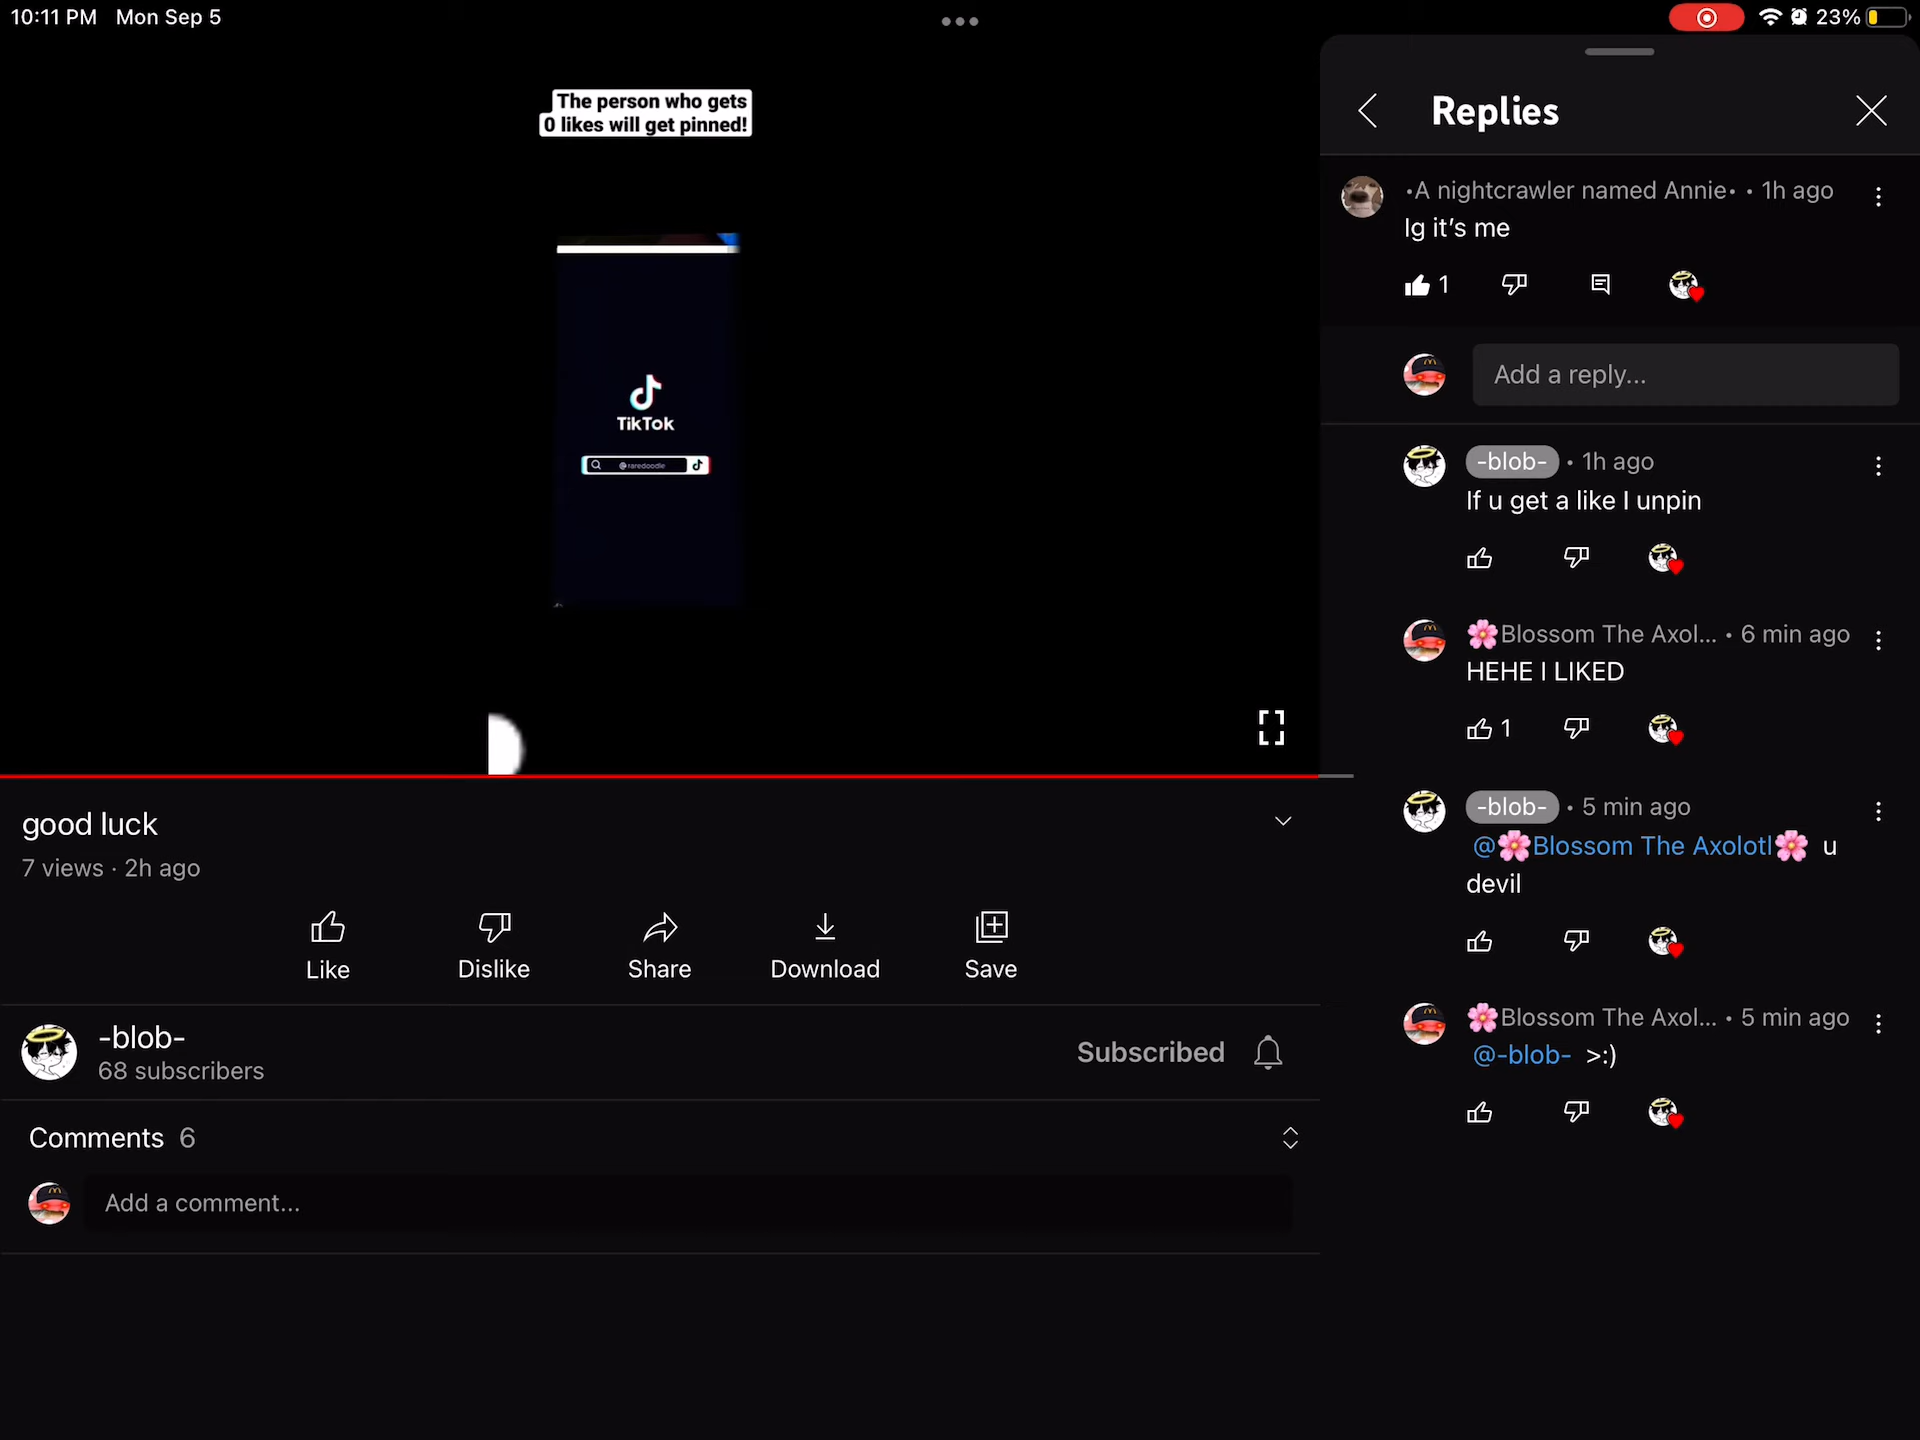 10:11 PM Mon Sep 5
23%
The person who gets
0 likes will get pinned!
TikTok
@raredoodle
good luck
7 views · 2h ago
Like
Dislike
Share
Download
Save
-blob-
68 subscribers
Subscribed
Comments 6
Add a comment...
Replies
•A nightcrawler named Annie• • 1h ago
Ig it's me
1
Add a reply...
-blob- • 1h ago
If u get a like I unpin
🌸Blossom The Axol... • 6 min ago
HEHE I LIKED
1
-blob- • 5 min ago
@🌸Blossom The Axolotl🌸 u
devil
🌸Blossom The Axol... • 5 min ago
@-blob- >:)